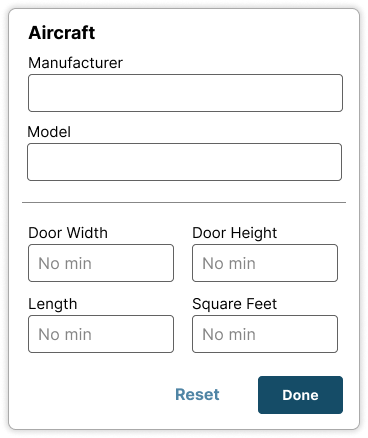 Aircraft
Manufacturer
Model
Door Width Door Height
No min No min
Length Square Feet
No min No min
Reset Done